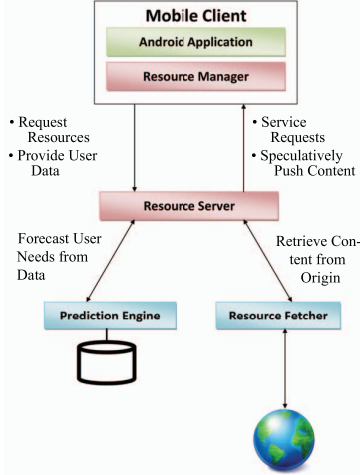 Mobile Client
Android Application
Resource Manager
• Request
Resources
• Provide User
Data
• Service
Requests
• Speculatively
Push Content
Resource Server
Forecast User
Needs from
Data
Retrieve Con-
tent from
Origin
Prediction Engine
Resource Fetcher